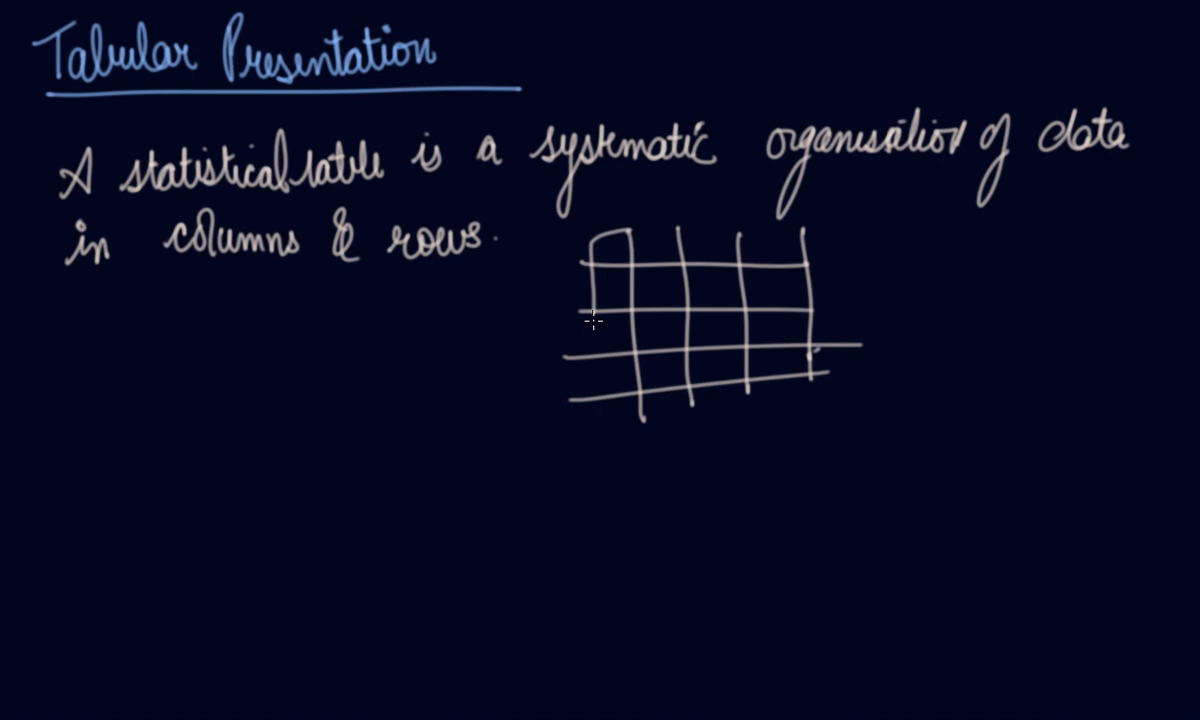 Tabular Presentation
A statistical table is a systematic organisation of data
in columns & rows.